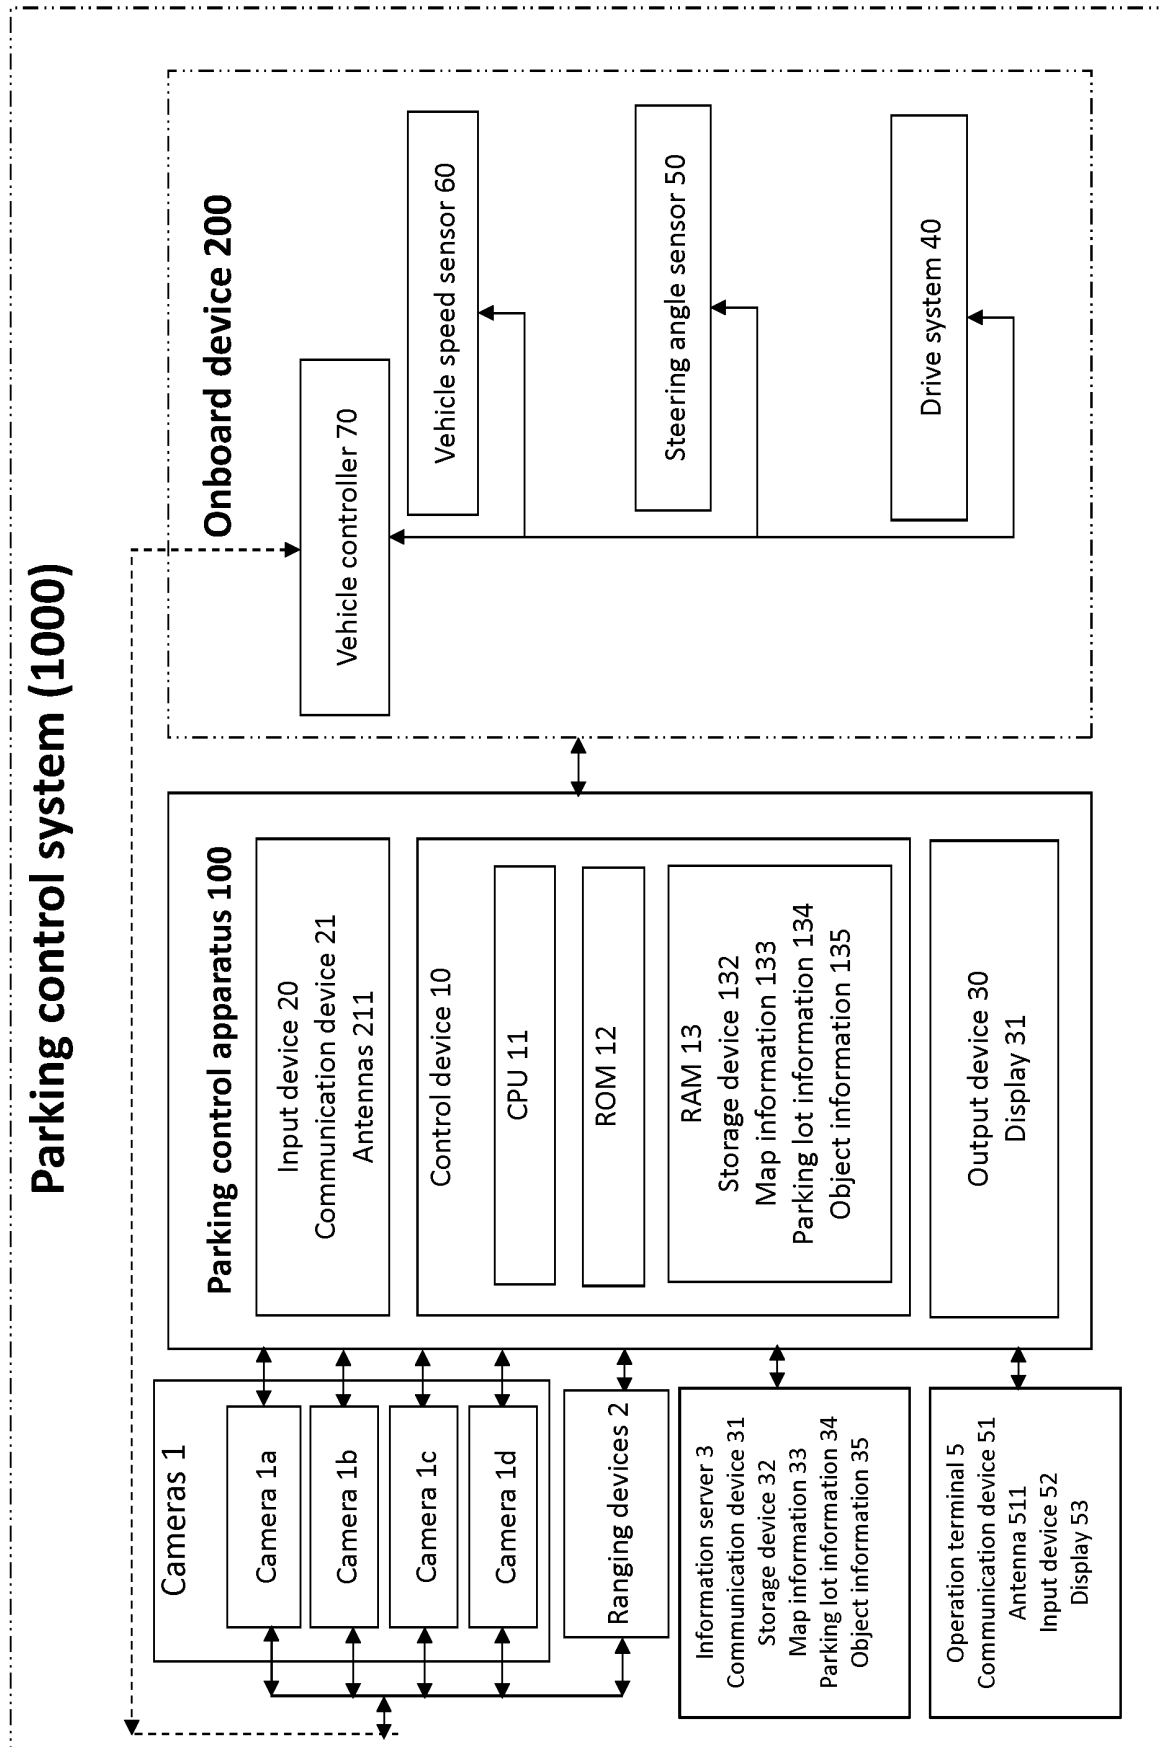 Parking control system (1000)
Cameras 1
Camera 1a
Camera 1b
Camera 1c
Camera 1d
Ranging devices 2
Information server 3
Communication device 31
Storage device 32
Map information 33
Parking lot information 34
Object information 35
Operation terminal 5
Communication device 51
Antenna 511
Input device 52
Display 53
Parking control apparatus 100
Input device 20
Communication device 21
Antennas 211
Control device 10
CPU 11
ROM 12
RAM 13
Storage device 132
Map information 133
Parking lot information 134
Object information 135
Output device 30
Display 31
Onboard device 200
Vehicle controller 70
Vehicle speed sensor 60
Steering angle sensor 50
Drive system 40